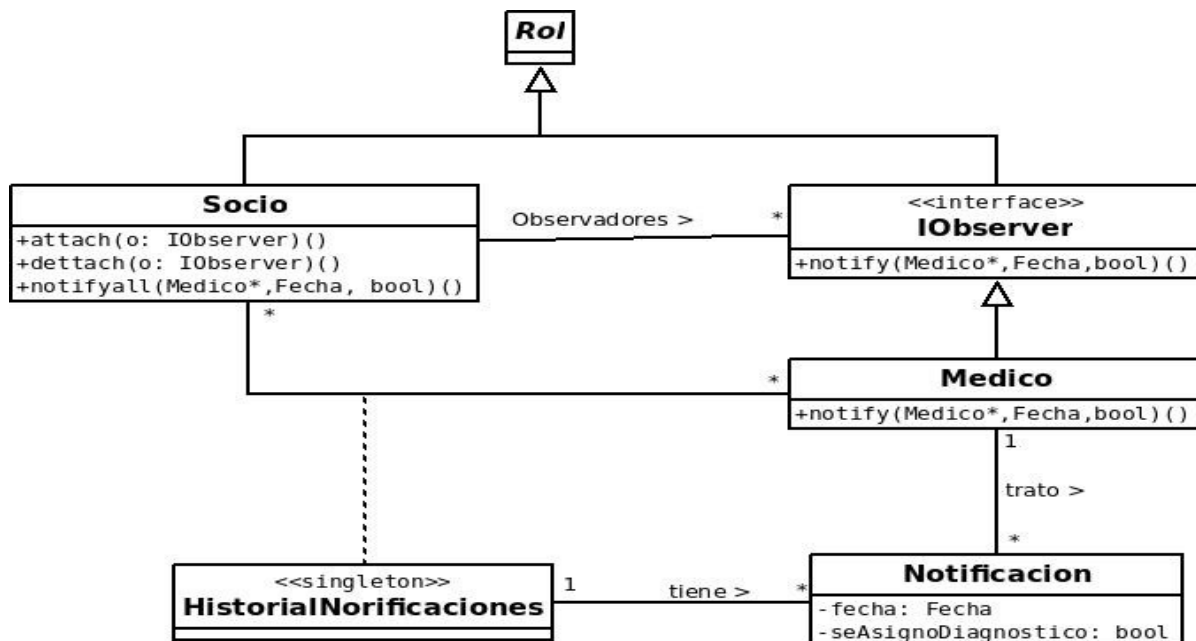 Rol
Socio
+attach(o: IObserver)()
+dettach(o: IObserver)()
+notifyall(Medico*,Fecha, bool)()
Observadores >
*
<<interface>>
IObserver
+notify(Medico*,Fecha,bool)()
*
*
Medico
+notify(Medico*,Fecha,bool)()
1
trato >
*
<<singleton>>
HistorialNorificaciones
1
tiene >
*
Notificacion
-fecha: Fecha
-seAsignoDiagnostico: bool